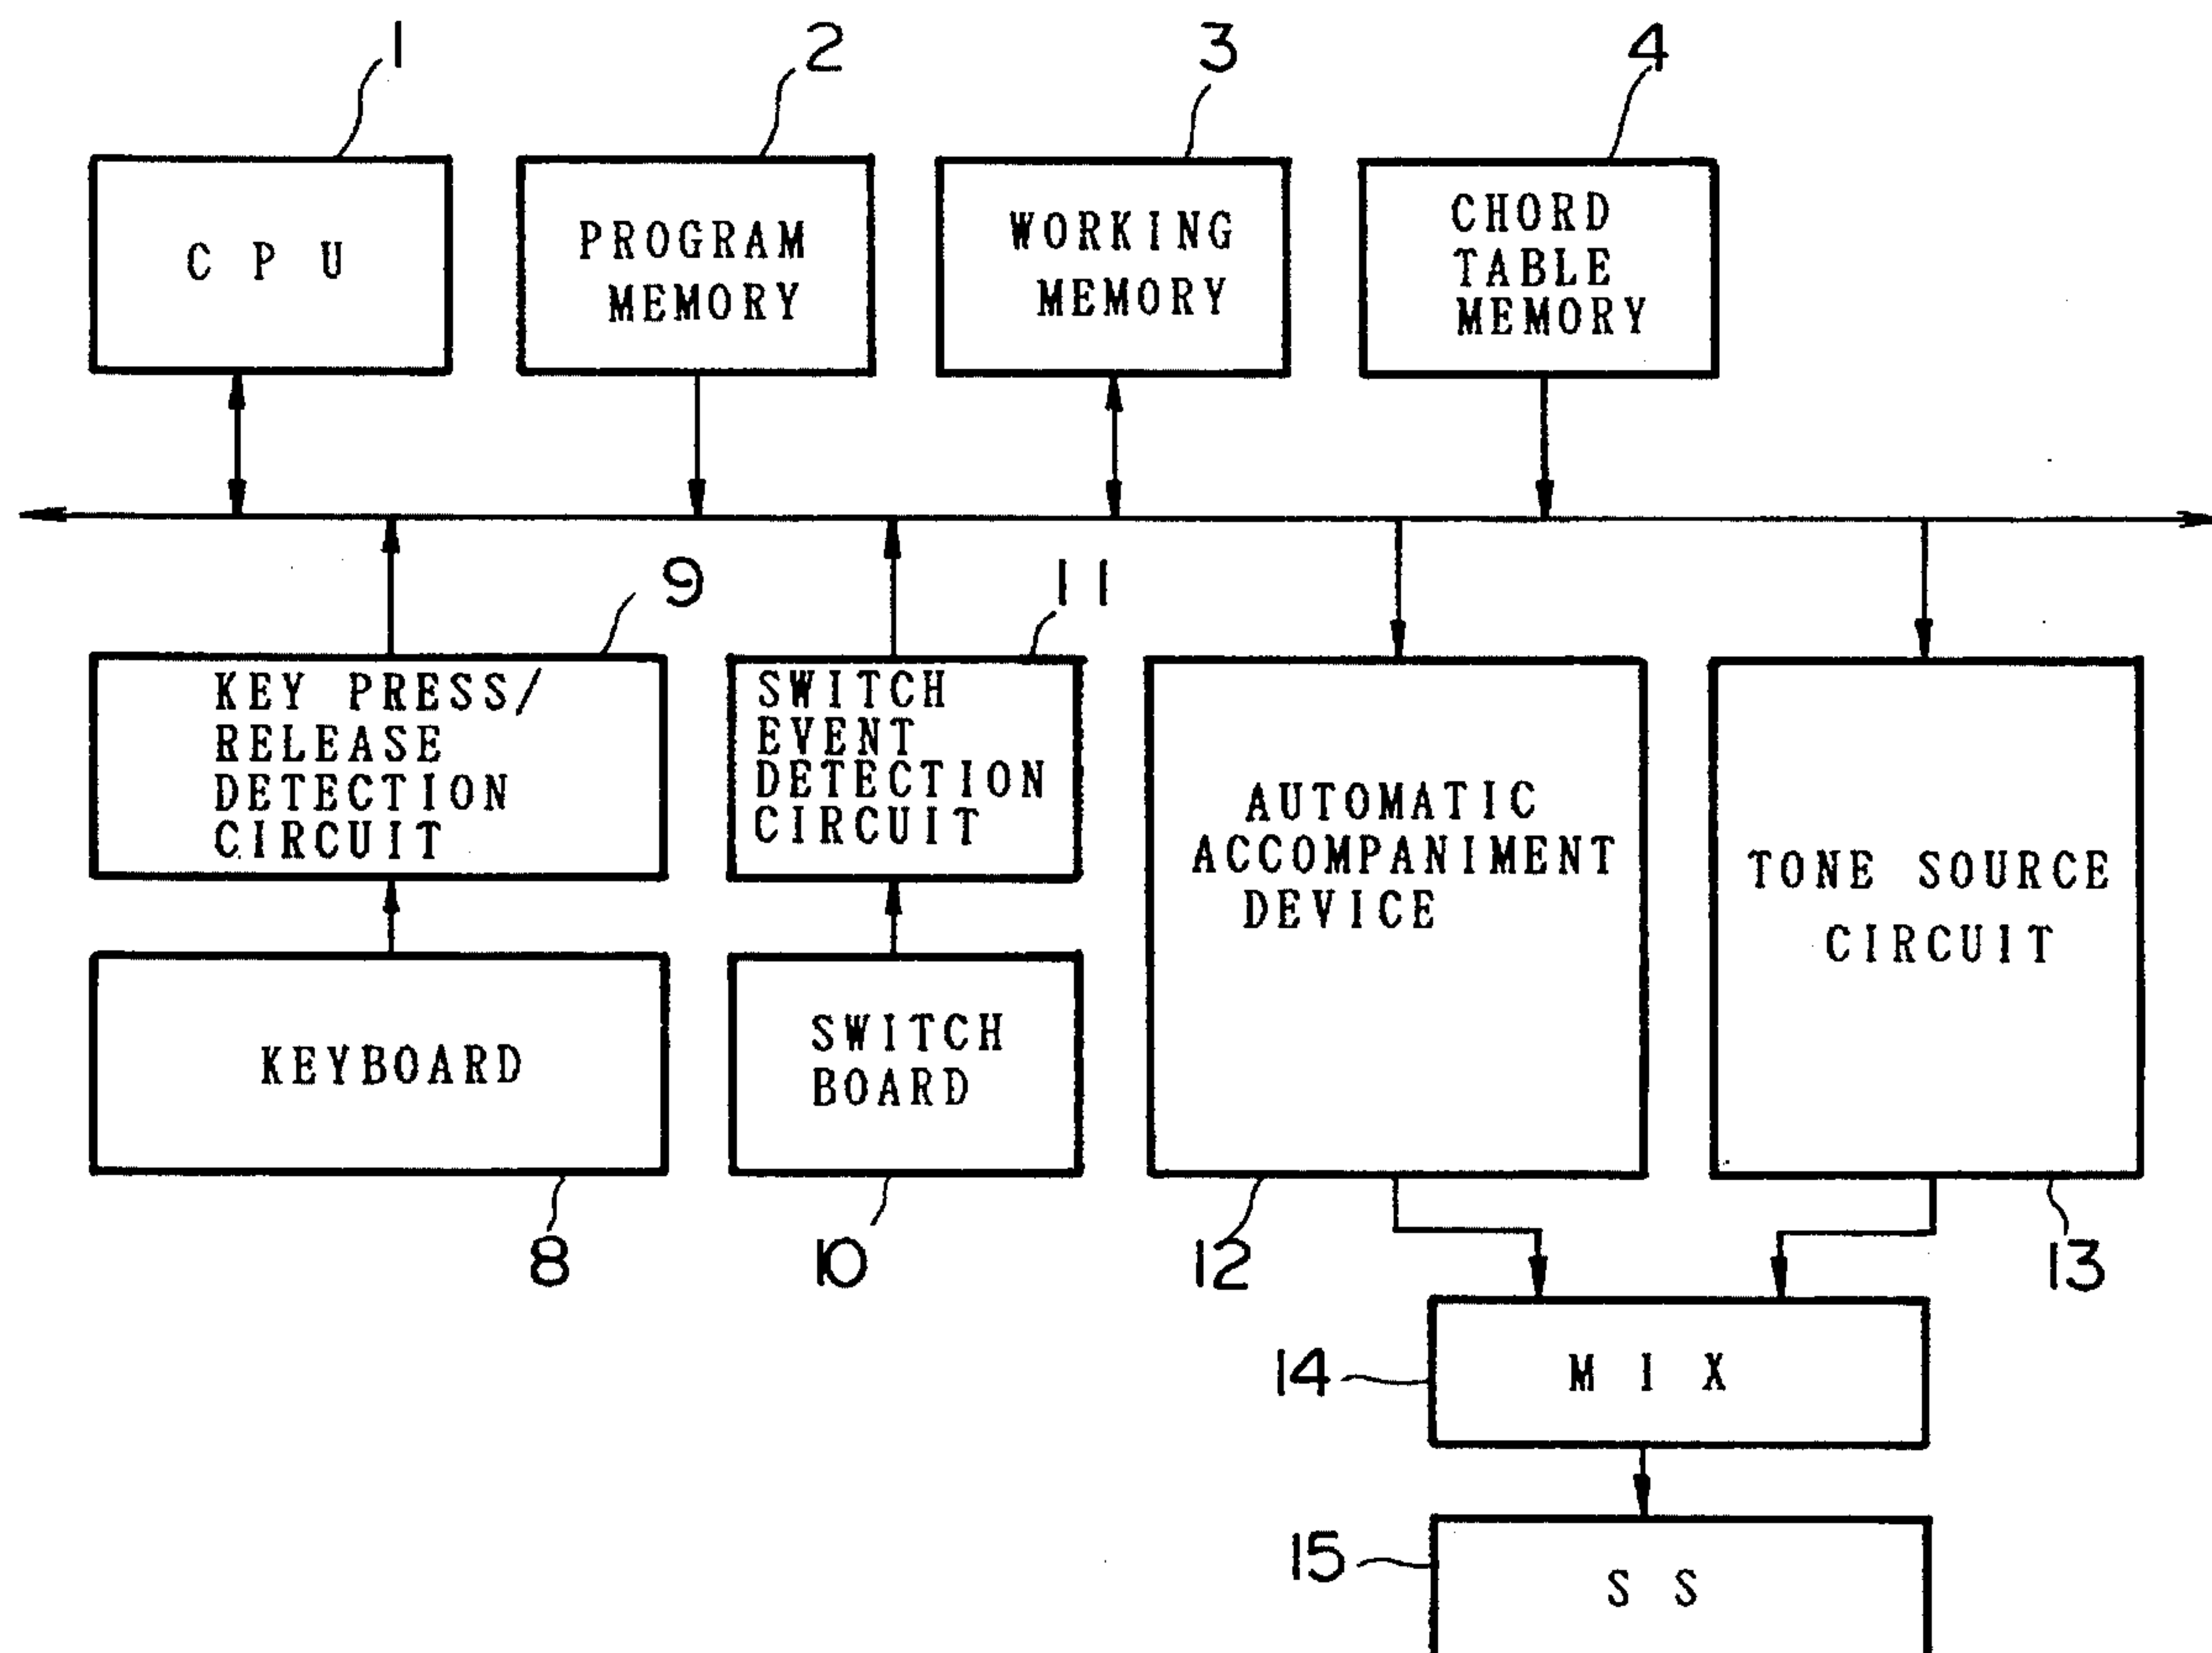 1
2
3
4
C P U
PROGRAM
MEMORY
WORKING
MEMORY
CHORD
TABLE
MEMORY
9
11
KEY PRESS/
RELEASE
DETECTION
CIRCUIT
SWITCH
EVENT
DETECTION
CIRCUIT
AUTOMATIC
ACCOMPANIMENT
DEVICE
TONE SOURCE
CIRCUIT
KEYBOARD
SWITCH
BOARD
8
10
12
13
14
M I X
15
S S